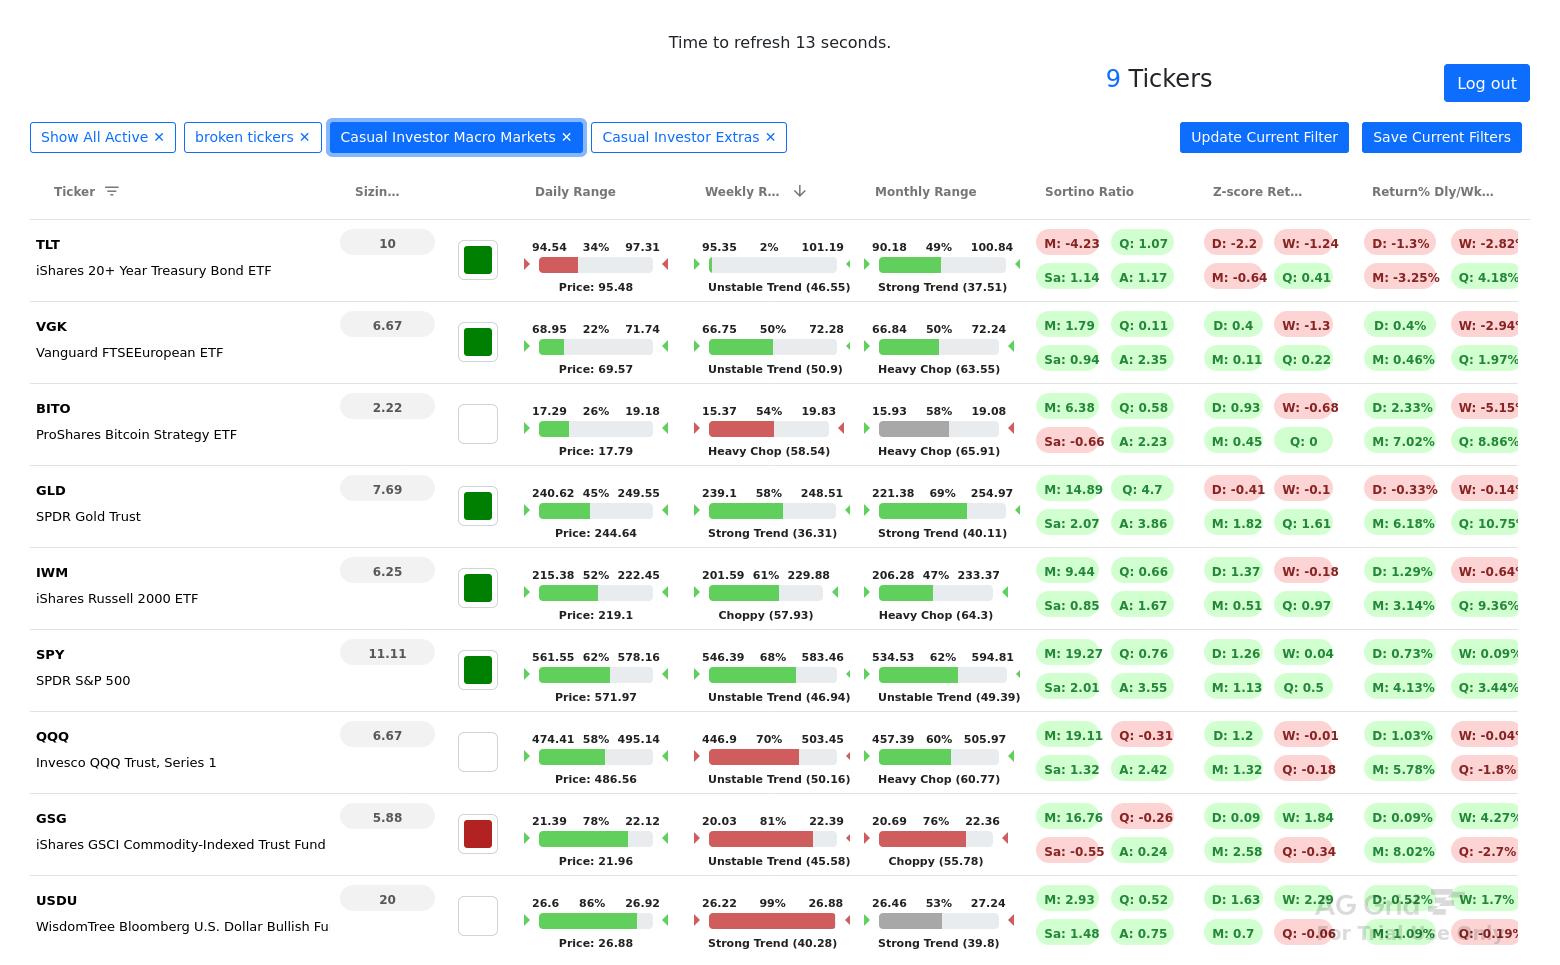 Time to refresh 13 seconds.
9 Tickers
Log out
Show All Active ✕ broken tickers ✕ Casual Investor Macro Markets ✕ Casual Investor Extras ✕ Update Current Filter Save Current Filters
Ticker Sizin... Daily Range Weekly R... Monthly Range Sortino Ratio Z-score Ret... Return% Dly/Wk...
TLT 10 94.54 34% 97.31 95.35 2% 101.19 90.18 49% 100.84 M: -4.23 Q: 1.07 D: -2.2 W: -1.24 D: -1.3% W: -2.82%
iShares 20+ Year Treasury Bond ETF Price: 95.48 Unstable Trend (46.55) Strong Trend (37.51) Sa: 1.14 A: 1.17 M: -0.64 Q: 0.41 M: -3.25% Q: 4.18%
VGK 6.67 68.95 22% 71.74 66.75 50% 72.28 66.84 50% 72.24 M: 1.79 Q: 0.11 D: 0.4 W: -1.3 D: 0.4% W: -2.94%
Vanguard FTSEEuropean ETF Price: 69.57 Unstable Trend (50.9) Heavy Chop (63.55) Sa: 0.94 A: 2.35 M: 0.11 Q: 0.22 M: 0.46% Q: 1.97%
BITO 2.22 17.29 26% 19.18 15.37 54% 19.83 15.93 58% 19.08 M: 6.38 Q: 0.58 D: 0.93 W: -0.68 D: 2.33% W: -5.15%
ProShares Bitcoin Strategy ETF Price: 17.79 Heavy Chop (58.54) Heavy Chop (65.91) Sa: -0.66 A: 2.23 M: 0.45 Q: 0 M: 7.02% Q: 8.86%
GLD 7.69 240.62 45% 249.55 239.1 58% 248.51 221.38 69% 254.97 M: 14.89 Q: 4.7 D: -0.41 W: -0.1 D: -0.33% W: -0.14%
SPDR Gold Trust Price: 244.64 Strong Trend (36.31) Strong Trend (40.11) Sa: 2.07 A: 3.86 M: 1.82 Q: 1.61 M: 6.18% Q: 10.75%
IWM 6.25 215.38 52% 222.45 201.59 61% 229.88 206.28 47% 233.37 M: 9.44 Q: 0.66 D: 1.37 W: -0.18 D: 1.29% W: -0.64%
iShares Russell 2000 ETF Price: 219.1 Choppy (57.93) Heavy Chop (64.3) Sa: 0.85 A: 1.67 M: 0.51 Q: 0.97 M: 3.14% Q: 9.36%
SPY 11.11 561.55 62% 578.16 546.39 68% 583.46 534.53 62% 594.81 M: 19.27 Q: 0.76 D: 1.26 W: 0.04 D: 0.73% W: 0.09%
SPDR S&P 500 Price: 571.97 Unstable Trend (46.94) Unstable Trend (49.39) Sa: 2.01 A: 3.55 M: 1.13 Q: 0.5 M: 4.13% Q: 3.44%
QQQ 6.67 474.41 58% 495.14 446.9 70% 503.45 457.39 60% 505.97 M: 19.11 Q: -0.31 D: 1.2 W: -0.01 D: 1.03% W: -0.04%
Invesco QQQ Trust, Series 1 Price: 486.56 Unstable Trend (50.16) Heavy Chop (60.77) Sa: 1.32 A: 2.42 M: 1.32 Q: -0.18 M: 5.78% Q: -1.8%
GSG 5.88 21.39 78% 22.12 20.03 81% 22.39 20.69 76% 22.36 M: 16.76 Q: -0.26 D: 0.09 W: 1.84 D: 0.09% W: 4.27%
iShares GSCI Commodity-Indexed Trust Fund Price: 21.96 Unstable Trend (45.58) Choppy (55.78) Sa: -0.55 A: 0.24 M: 2.58 Q: -0.34 M: 8.02% Q: -2.7%
USDU 20 26.6 86% 26.92 26.22 99% 26.88 26.46 53% 27.24 M: 2.93 Q: 0.52 D: 1.63 W: 2.29 D: 0.52% W: 1.7%
WisdomTree Bloomberg U.S. Dollar Bullish Fu Price: 26.88 Strong Trend (40.28) Strong Trend (39.8) Sa: 1.48 A: 0.75 M: 0.7 Q: -0.06 M: 1.09% Q: -0.19%
AG Grid
For Trial Use Only